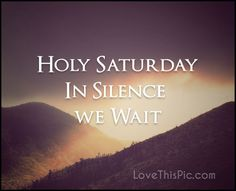 Holy Saturday
In Silence
we Wait
LoveThisPic.com